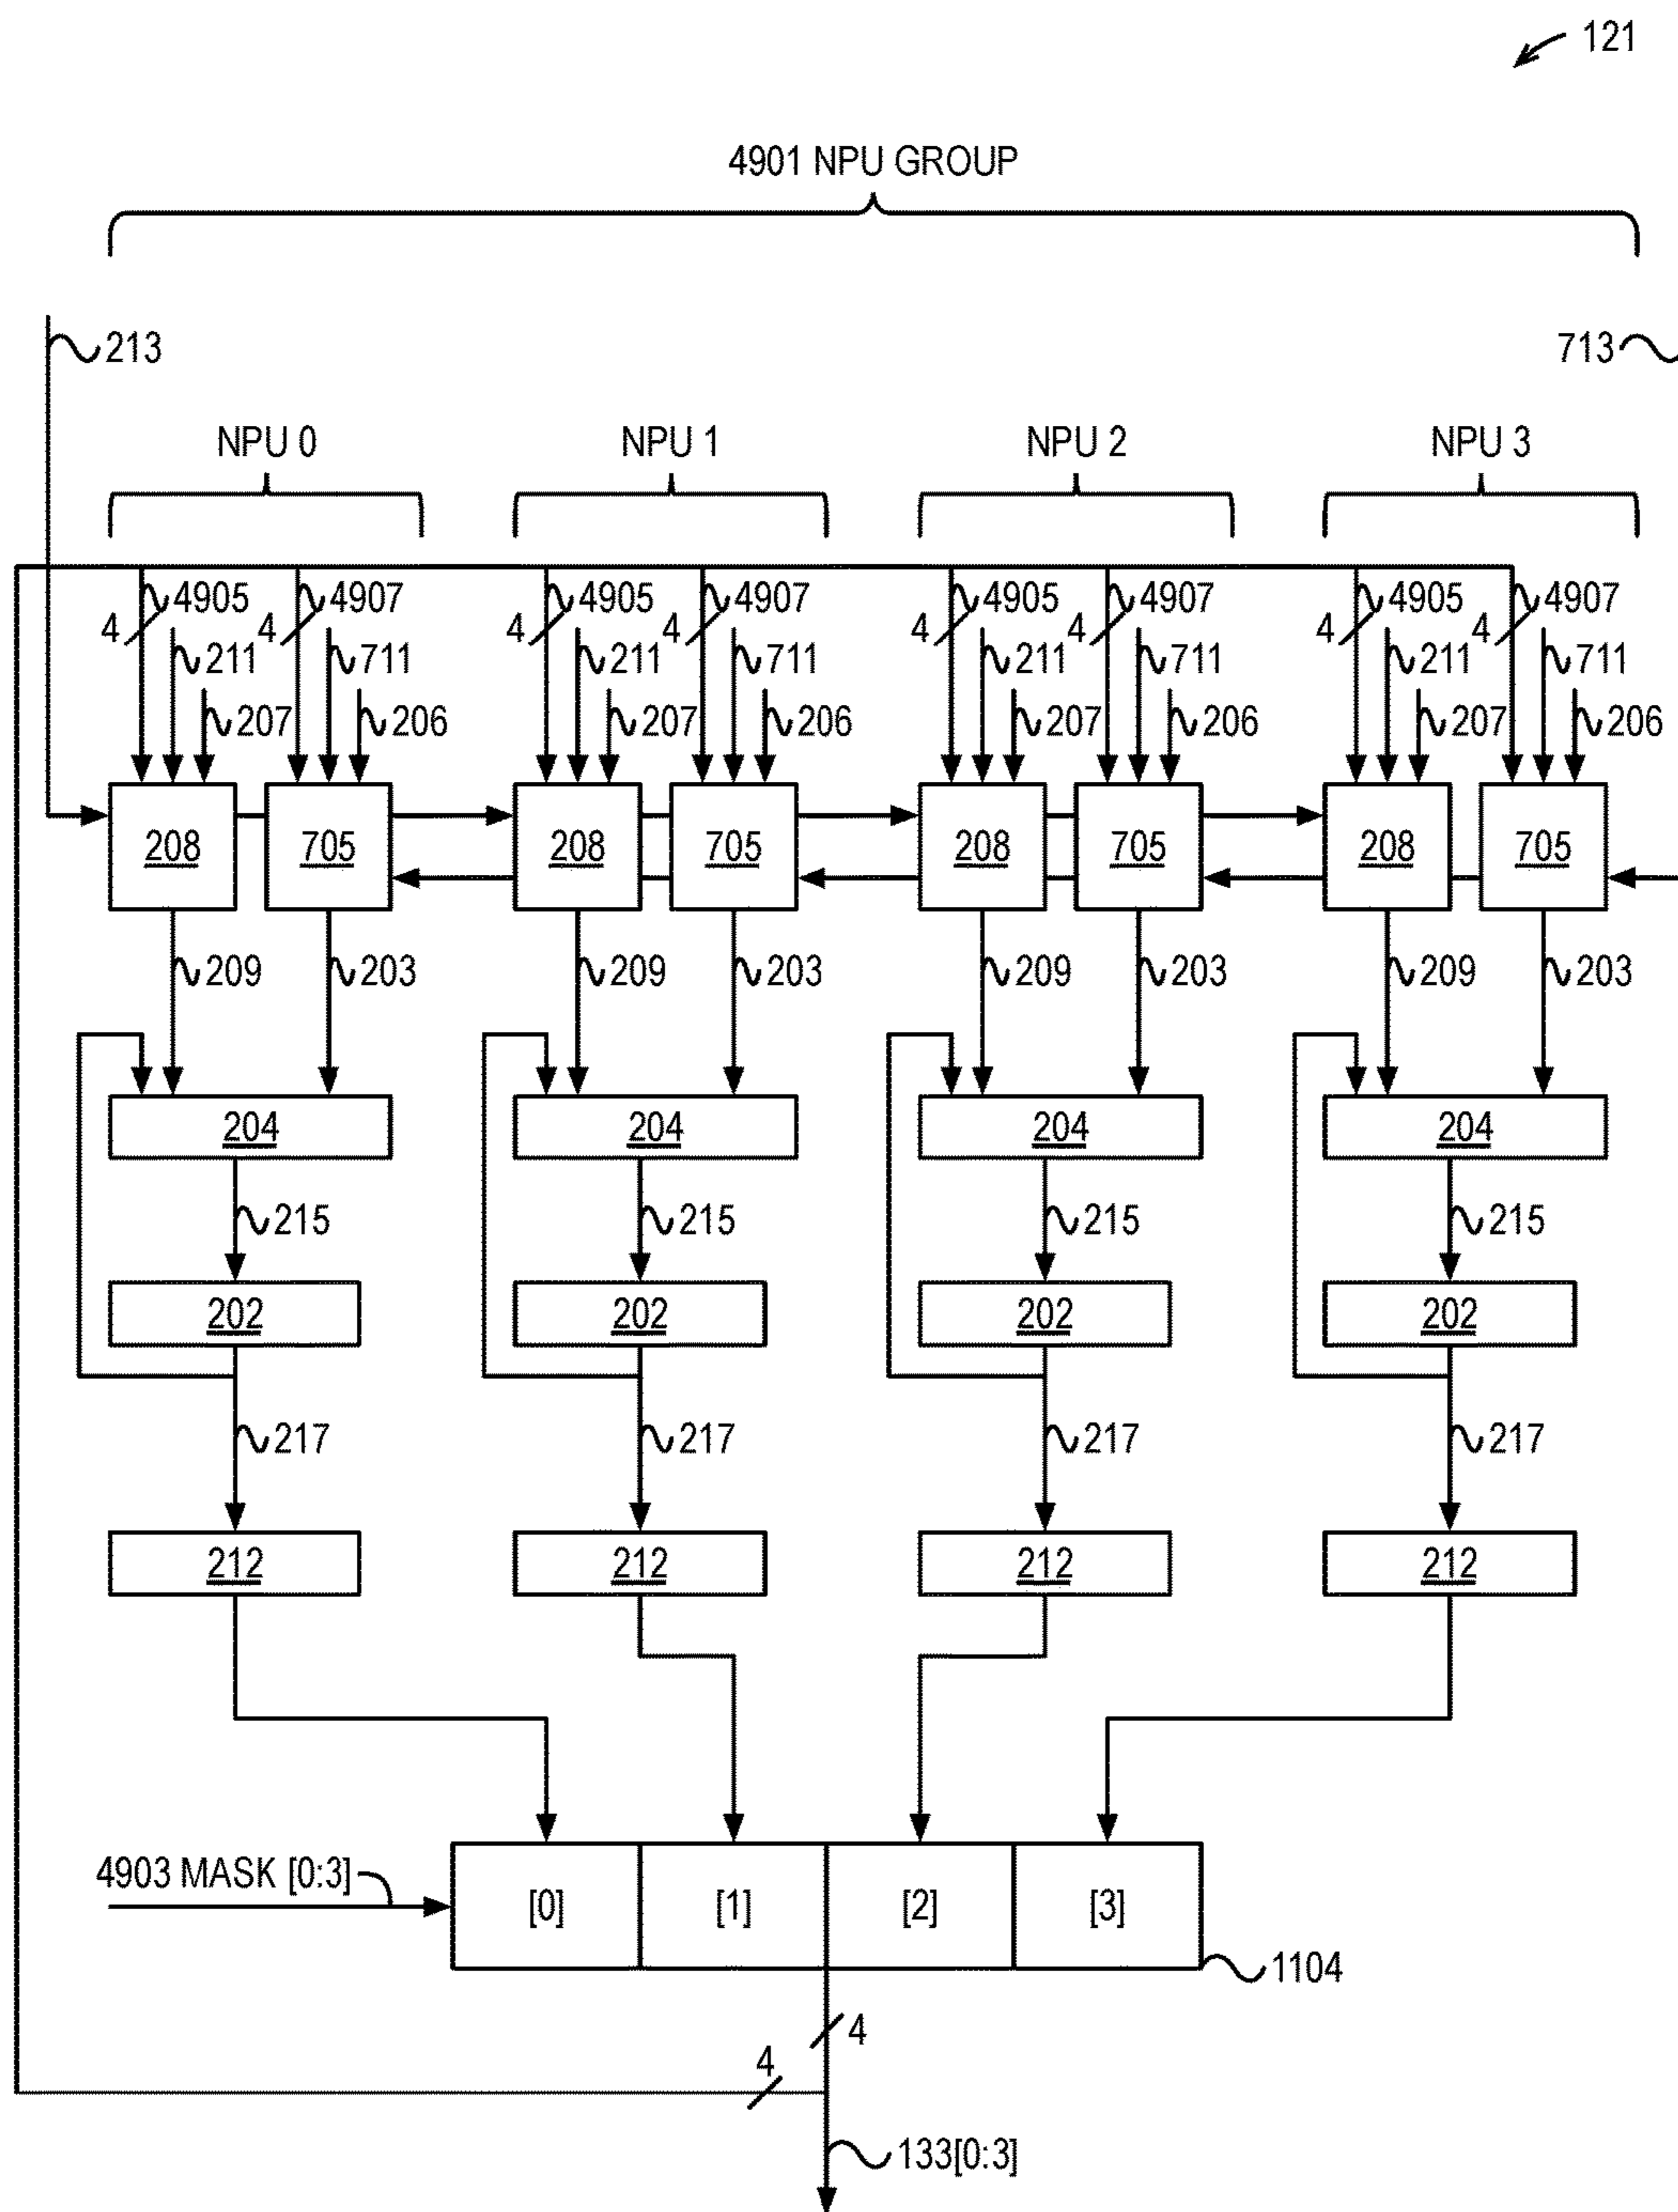 121
4901 NPU GROUP
213
713
NPU 0 NPU 1 NPU 2 NPU 3
4905 4907 4905 4907 4905 4907 4905 4907
4 4 4 4 4 4 4 4
211 711 211 711 211 711 211 711
207 206 207 206 207 206 207 206
208 705 208 705 208 705 208 705
209 203 209 203 209 203 209 203
204 204 204 204
215 215 215 215
202 202 202 202
217 217 217 217
212 212 212 212
4903 MASK [0:3]
[0] [1] [2] [3]
1104
4
4
133[0:3]